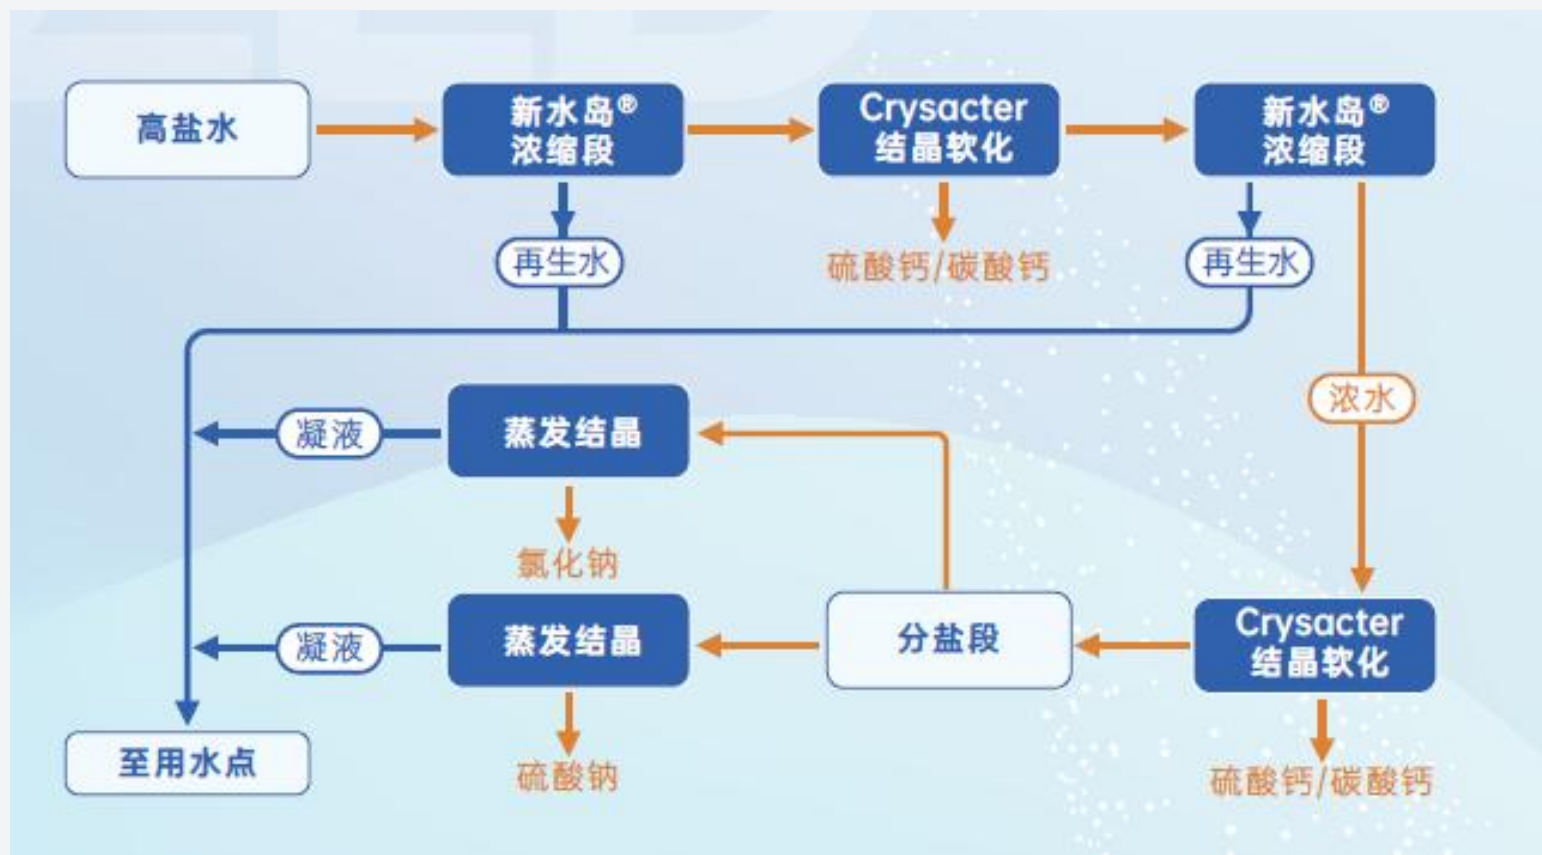 高盐水
新水岛®
浓缩段
Crysacter
结晶软化
新水岛®
浓缩段
再生水
硫酸钙/碳酸钙
再生水
浓水
凝液
蒸发结晶
氯化钠
凝液
蒸发结晶
分盐段
Crysacter
结晶软化
至用水点
硫酸钠
硫酸钙/碳酸钙